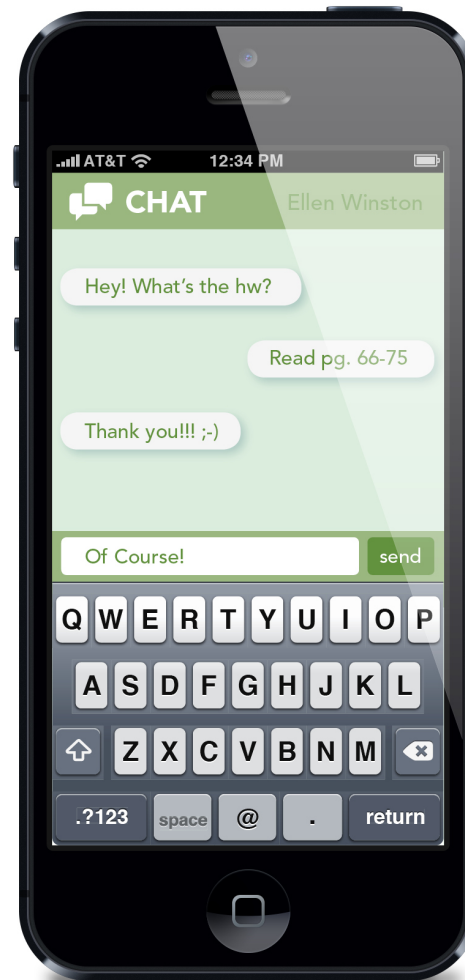 AT&T 12:34 PM
CHAT Ellen Winston
Hey! What's the hw?
Read pg. 66-75
Thank you!!! ;-)
Of Course! send
Q W E R T Y U I O P
A S D F G H J K L
Z X C V B N M
.?123 space @ . return